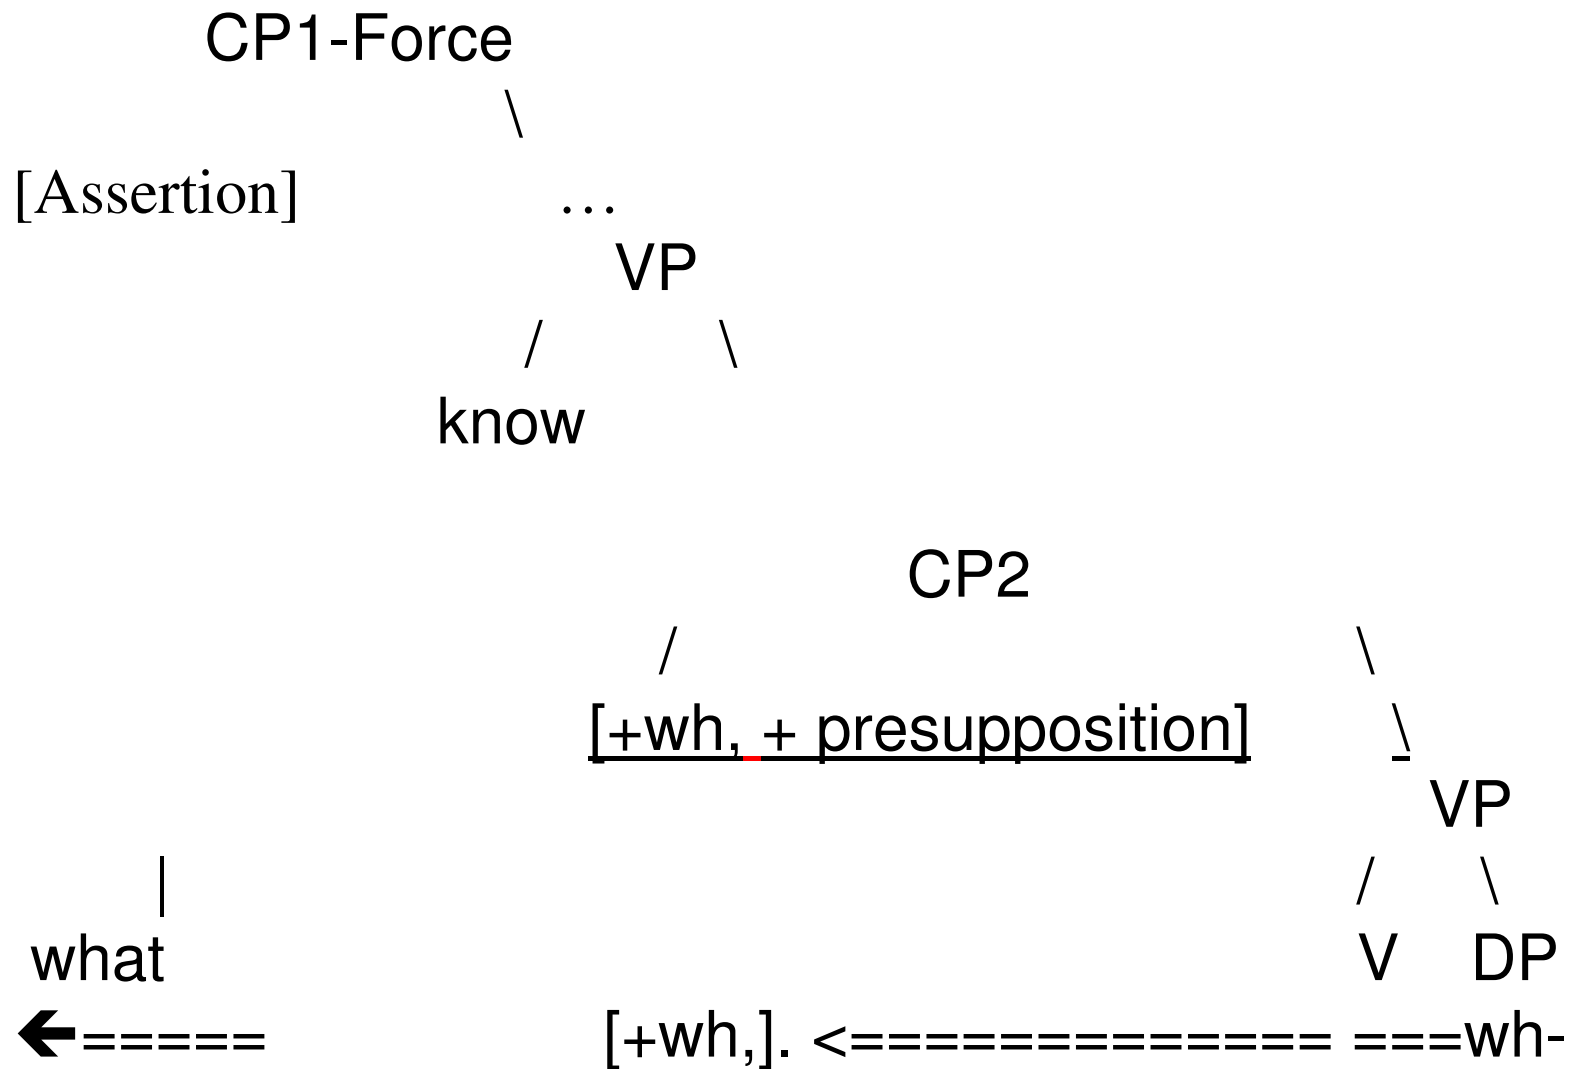 CP1-Force
\
[Assertion] …
VP
/ \
know
CP2
/ \
[+wh, + presupposition] \
VP
| / \
what V DP
🡸===== [+wh,]. <============= ===wh-